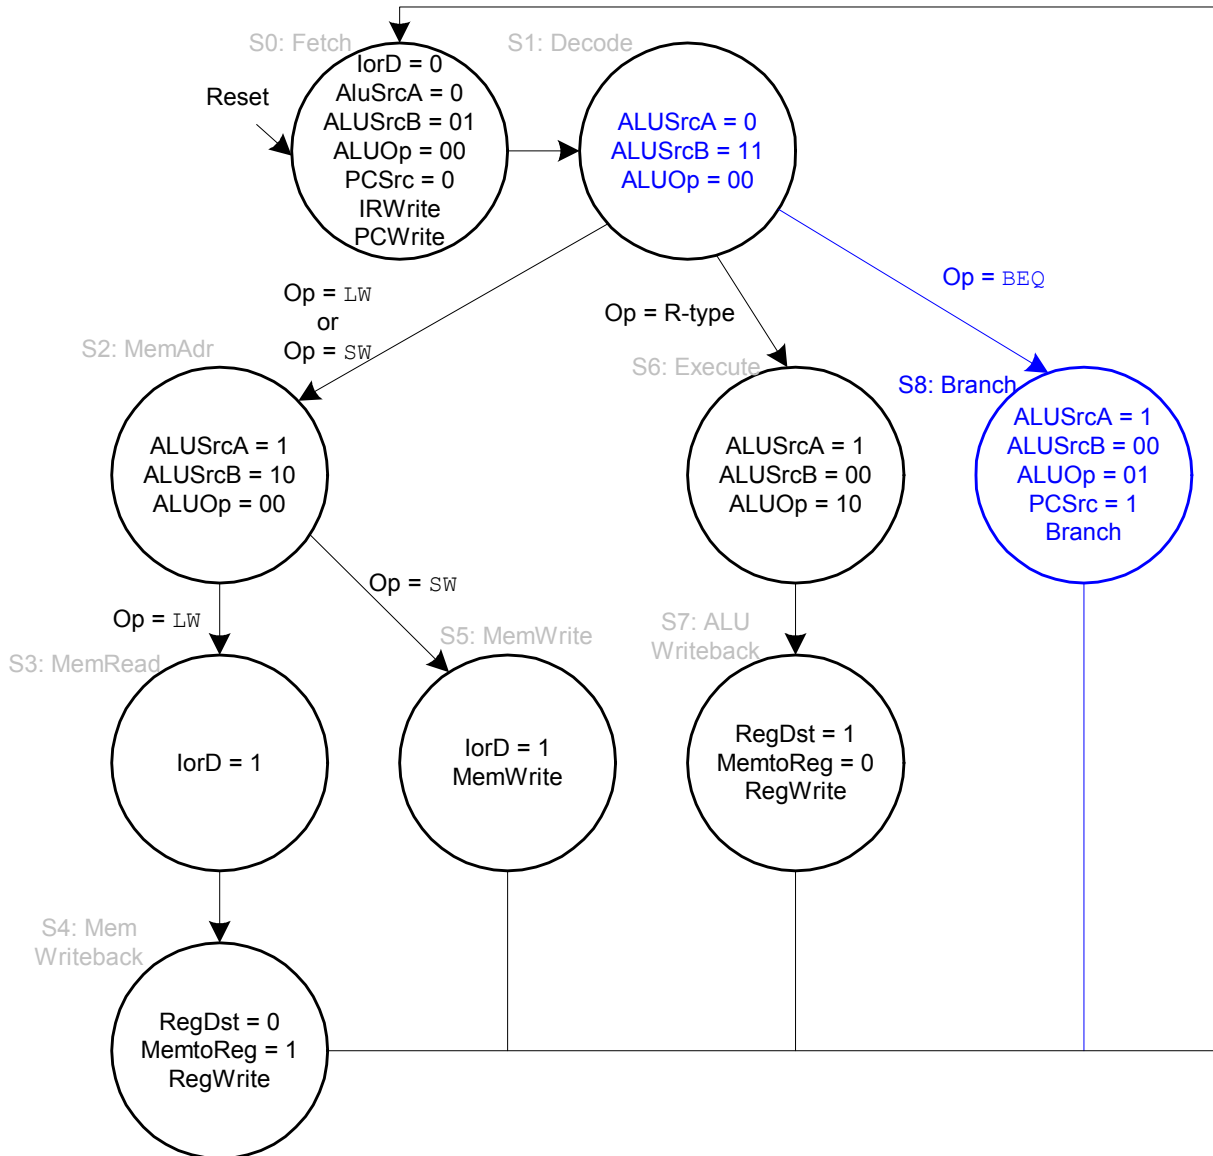 S0: Fetch
S1: Decode
IorD = 0
AluSrcA = 0
ALUSrcB = 01
ALUOp = 00
PCSrc = 0
IRWrite
PCWrite
Reset
ALUSrcA = 0
ALUSrcB = 11
ALUOp = 00
Op = LW
or
Op = SW
Op = R-type
Op = BEQ
S2: MemAdr
S6: Execute
S8: Branch
ALUSrcA = 1
ALUSrcB = 10
ALUOp = 00
ALUSrcA = 1
ALUSrcB = 00
ALUOp = 10
ALUSrcA = 1
ALUSrcB = 00
ALUOp = 01
PCSrc = 1
Branch
Op = LW
Op = SW
S3: MemRead
S5: MemWrite
S7: ALU
Writeback
IorD = 1
IorD = 1
MemWrite
RegDst = 1
MemtoReg = 0
RegWrite
S4: Mem
Writeback
RegDst = 0
MemtoReg = 1
RegWrite